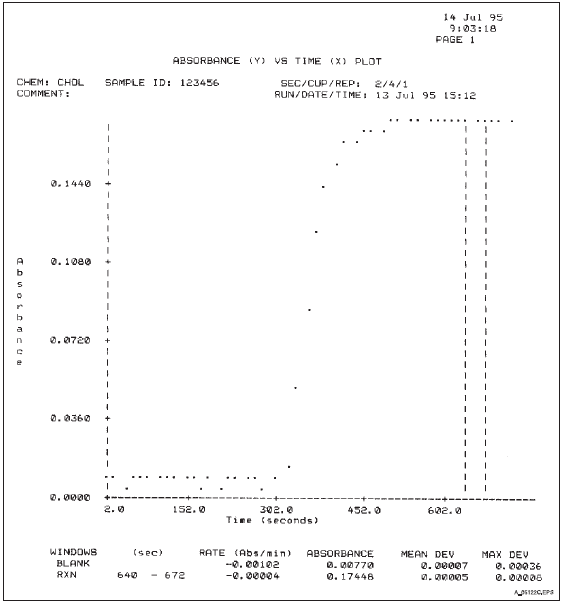 14 Jul 95
9:03:18
PAGE 1
ABSORBANCE (Y) VS TIME (X) PLOT
CHEM: CHOL SAMPLE ID: 123456 SEC/CUP/REP: 2/4/1
COMMENT: RUN/DATE/TIME: 13 Jul 95 15:12
0.1440
0.1080
0.0720
0.0360
0.0000
Absorbance
2.0 152.0 302.0 452.0 602.0
Time (seconds)
WINDOWS (sec) RATE (Abs/min) ABSORBANCE MEAN DEV MAX DEV
BLANK -0.00102 0.00770 0.00007 0.00036
RXN 640 - 672 -0.00004 0.17448 0.00005 0.00008
A_05122C.EPS